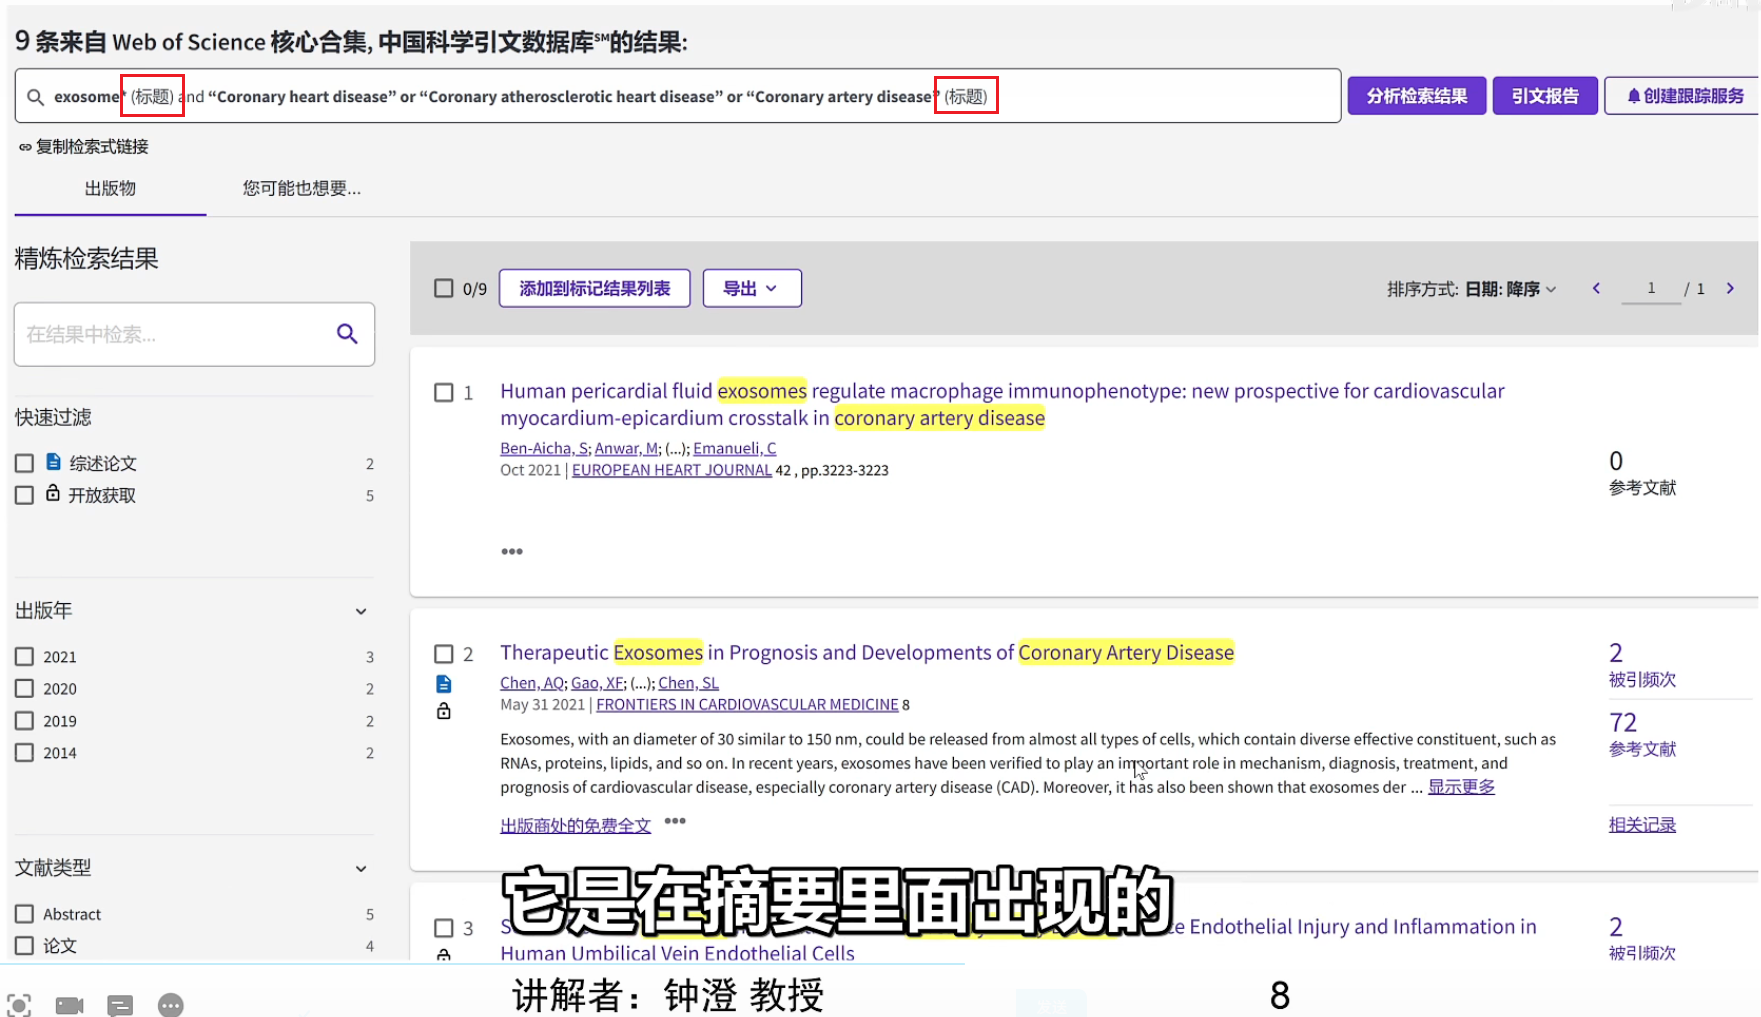 9 条来自 Web of Science 核心合集, 中国科学引文数据库℠的结果:
exosome* (标题) and “Coronary heart disease” or “Coronary atherosclerotic heart disease” or “Coronary artery disease” (标题)
分析检索结果
引文报告
创建跟踪服务
复制检索式链接
出版物
您可能也想要...
精炼检索结果
在结果中检索...
快速过滤
综述论文 2
开放获取 5
出版年
2021 3
2020 2
2019 2
2014 2
文献类型
Abstract 5
论文 4
0/9
添加到标记结果列表
导出
排序方式: 日期: 降序
1 / 1
1
Human pericardial fluid exosomes regulate macrophage immunophenotype: new prospective for cardiovascular
myocardium-epicardium crosstalk in coronary artery disease
Ben-Aicha, S; Anwar, M; (...); Emanueli, C
Oct 2021 | EUROPEAN HEART JOURNAL 42 , pp.3223-3223
0
参考文献
2
Therapeutic Exosomes in Prognosis and Developments of Coronary Artery Disease
Chen, AQ; Gao, XF; (...); Chen, SL
May 31 2021 | FRONTIERS IN CARDIOVASCULAR MEDICINE 8
Exosomes, with an diameter of 30 similar to 150 nm, could be released from almost all types of cells, which contain diverse effective constituent, such as
RNAs, proteins, lipids, and so on. In recent years, exosomes have been verified to play an important role in mechanism, diagnosis, treatment, and
prognosis of cardiovascular disease, especially coronary artery disease (CAD). Moreover, it has also been shown that exosomes der ... 显示更多
出版商处的免费全文
2
被引频次
72
参考文献
相关记录
它是在摘要里面出现的
3
Endothelial Injury and Inflammation in
Human Umbilical Vein Endothelial Cells
2
被引频次
讲解者：钟澄 教授
8